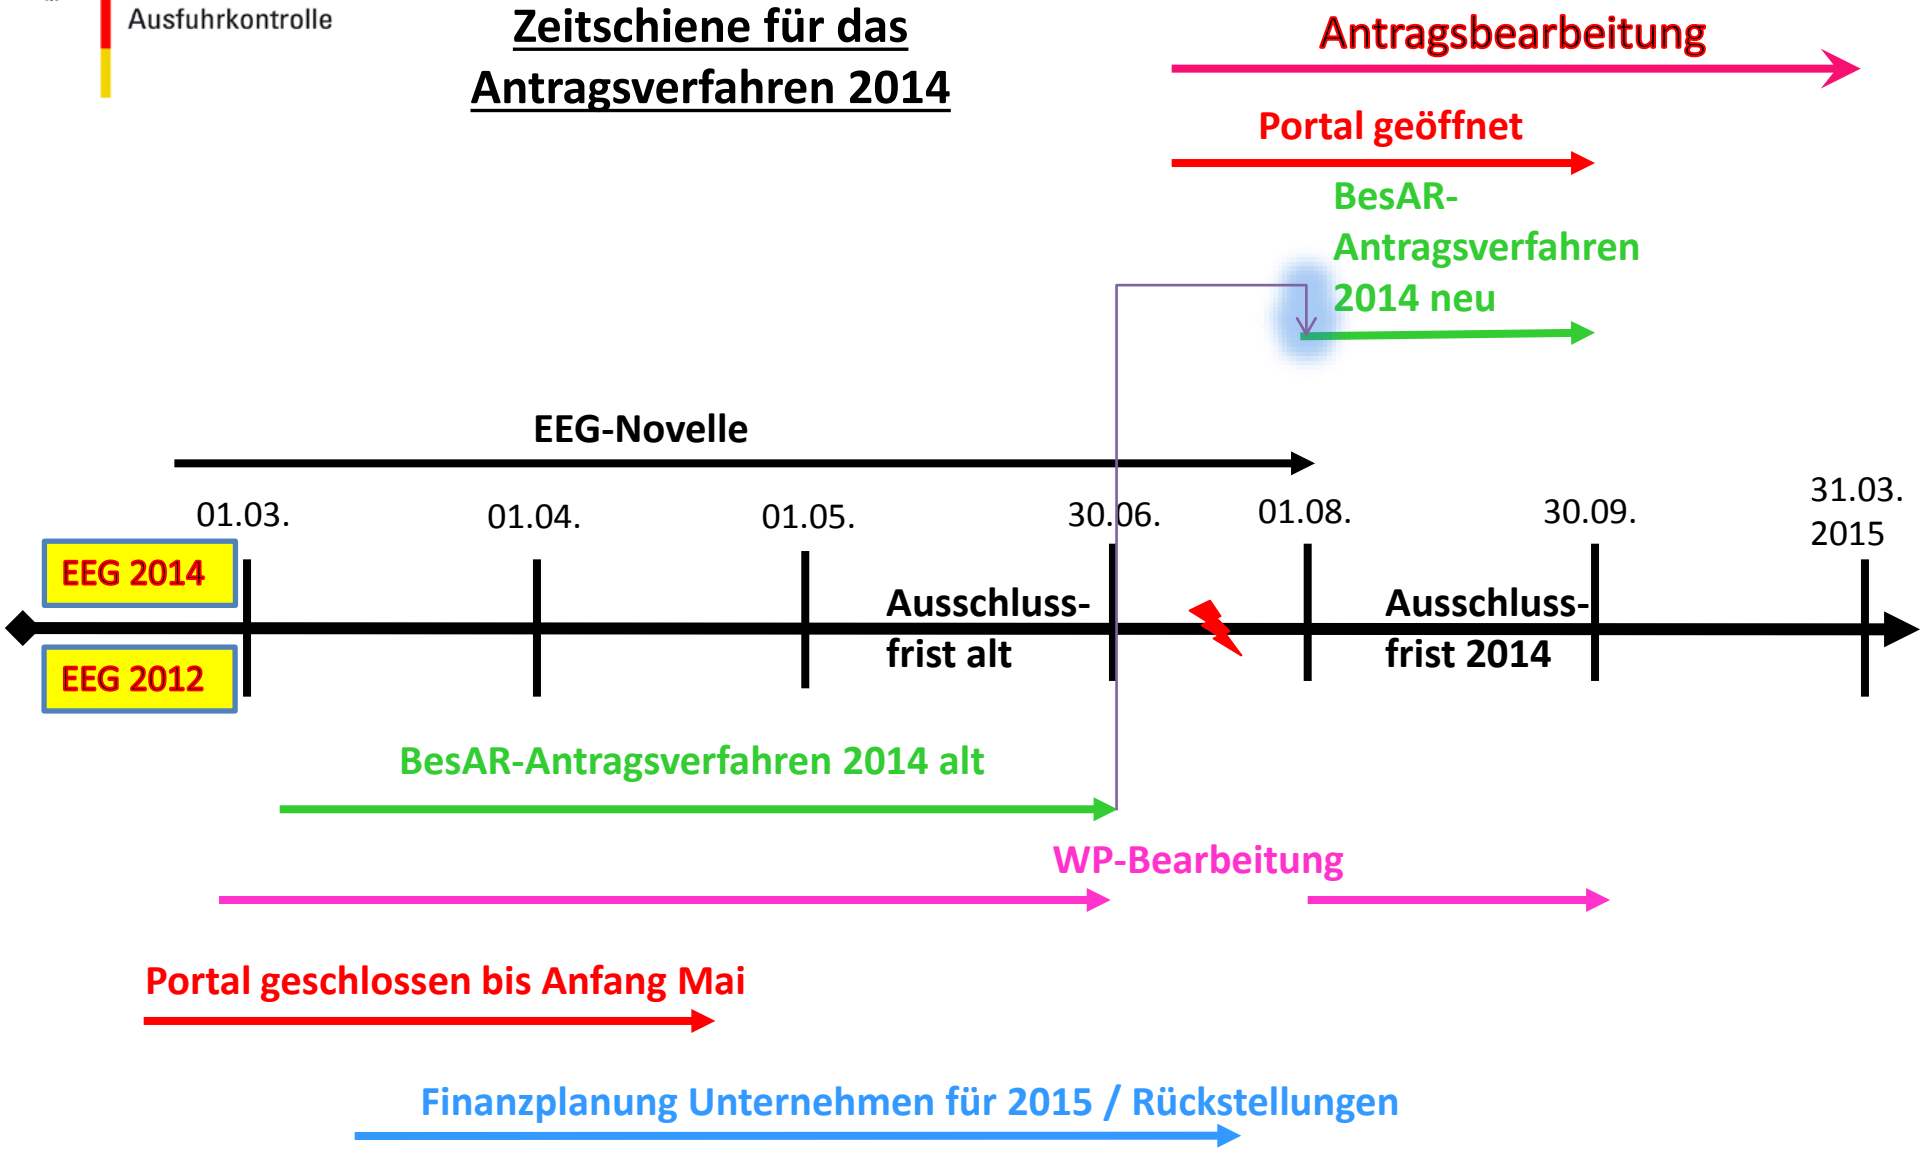 Ausfuhrkontrolle
Zeitschiene für das
Antragsverfahren 2014
Antragsbearbeitung
Portal geöffnet
BesAR-
Antragsverfahren
2014 neu
EEG-Novelle
01.03.
01.04.
01.05.
30.06.
01.08.
30.09.
31.03.
2015
EEG 2014
EEG 2012
Ausschluss-
frist alt
Ausschluss-
frist 2014
BesAR-Antragsverfahren 2014 alt
WP-Bearbeitung
Portal geschlossen bis Anfang Mai
Finanzplanung Unternehmen für 2015 / Rückstellungen